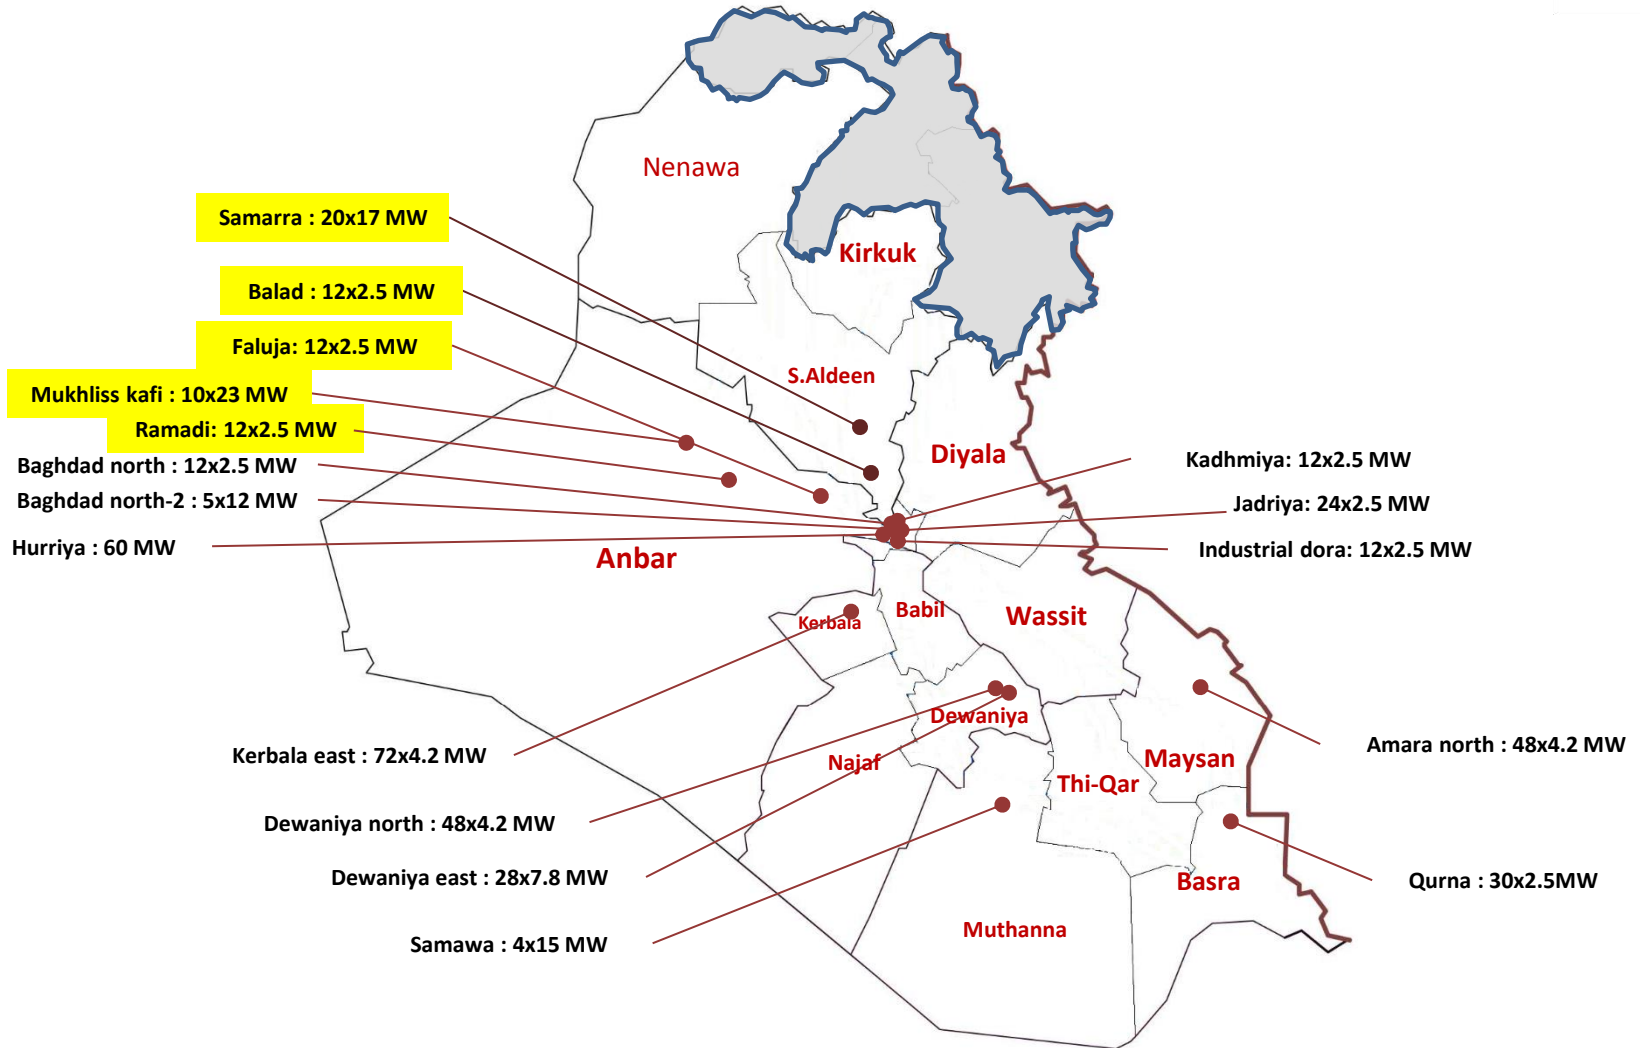 Nenawa
Samarra : 20x17 MW
Kirkuk
Balad : 12x2.5 MW
Faluja: 12x2.5 MW
S.Aldeen
Mukhliss kafi : 10x23 MW
Ramadi: 12x2.5 MW
Diyala
Baghdad north : 12x2.5 MW
Kadhmiya: 12x2.5 MW
Baghdad north-2 : 5x12 MW
Jadriya: 24x2.5 MW
Hurriya : 60 MW
Industrial dora: 12x2.5 MW
Anbar
Babil
Wassit
Kerbala
Dewaniya
Kerbala east : 72x4.2 MW
Najaf
Maysan
Amara north : 48x4.2 MW
Thi-Qar
Dewaniya north : 48x4.2 MW
Dewaniya east : 28x7.8 MW
Basra
Qurna : 30x2.5MW
Muthanna
Samawa : 4x15 MW